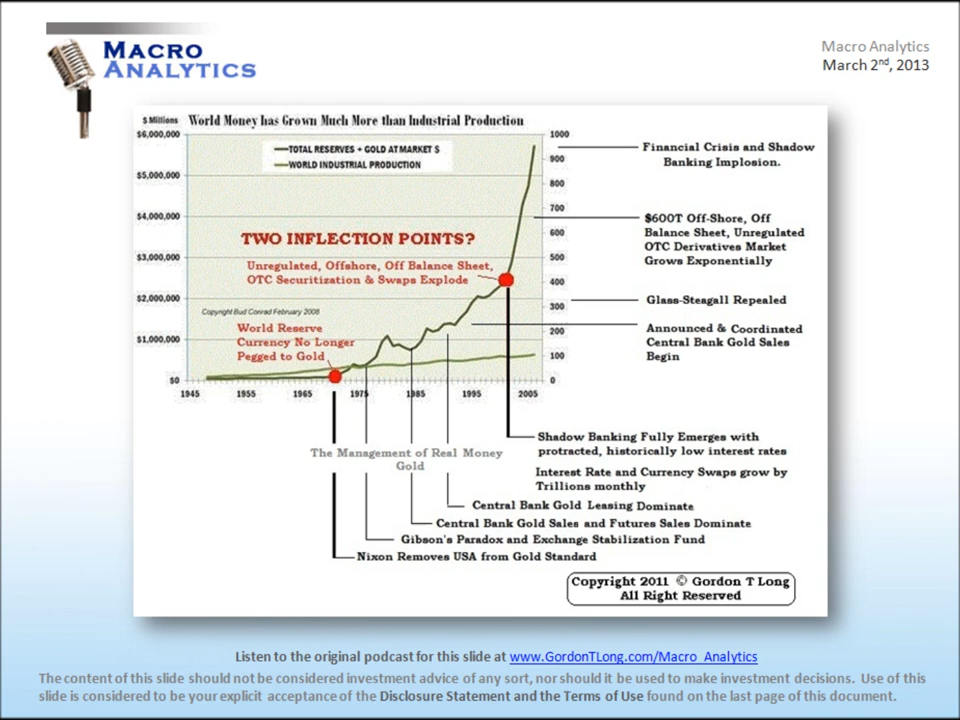 MACRO
ANALYTICS
Macro Analytics
March 2nd, 2013
$ Millions
World Money has Grown Much More than Industrial Production
$6,000,000
$5,000,000
$4,000,000
$3,000,000
$2,000,000
$1,000,000
$0
TOTAL RESERVES + GOLD AT MARKET $
WORLD INDUSTRIAL PRODUCTION
1000
900
800
700
600
500
400
300
200
100
0
1945
1955
1965
1975
1985
1995
2005
TWO INFLECTION POINTS?
Unregulated, Offshore, Off Balance Sheet,
OTC Securitization & Swaps Explode
Copyright Bud Conrad February 2008
World Reserve
Currency No Longer
Pegged to Gold
Financial Crisis and Shadow
Banking Implosion.
$600T Off-Shore, Off
Balance Sheet, Unregulated
OTC Derivatives Market
Grows Exponentially
Glass-Steagall Repealed
Announced & Coordinated
Central Bank Gold Sales
Begin
Shadow Banking Fully Emerges with
protracted, historically low interest rates
Interest Rate and Currency Swaps grow by
Trillions monthly
The Management of Real Money
Gold
Central Bank Gold Leasing Dominate
Central Bank Gold Sales and Futures Sales Dominate
Gibson's Paradox and Exchange Stabilization Fund
Nixon Removes USA from Gold Standard
Copyright 2011 © Gordon T Long
All Right Reserved
Listen to the original podcast for this slide at www.GordonTLong.com/Macro_Analytics
The content of this slide should not be considered investment advice of any sort, nor should it be used to make investment decisions. Use of this
slide is considered to be your explicit acceptance of the Disclosure Statement and the Terms of Use found on the last page of this document.